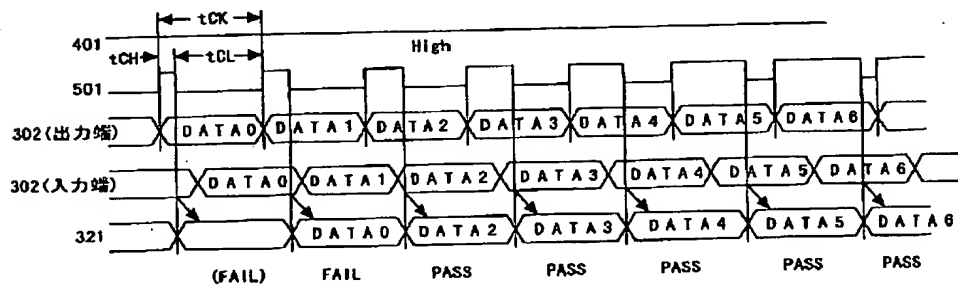 tCK
401
High
tCH
tCL
501
302(出力端)
DATA0
DATA1
DATA2
DATA3
DATA4
DATA5
DATA6
302(入力端)
DATA0
DATA1
DATA2
DATA3
DATA4
DATA5
DATA6
321
DATA0
DATA2
DATA3
DATA4
DATA5
DATA6
(FAIL)
FAIL
PASS
PASS
PASS
PASS
PASS